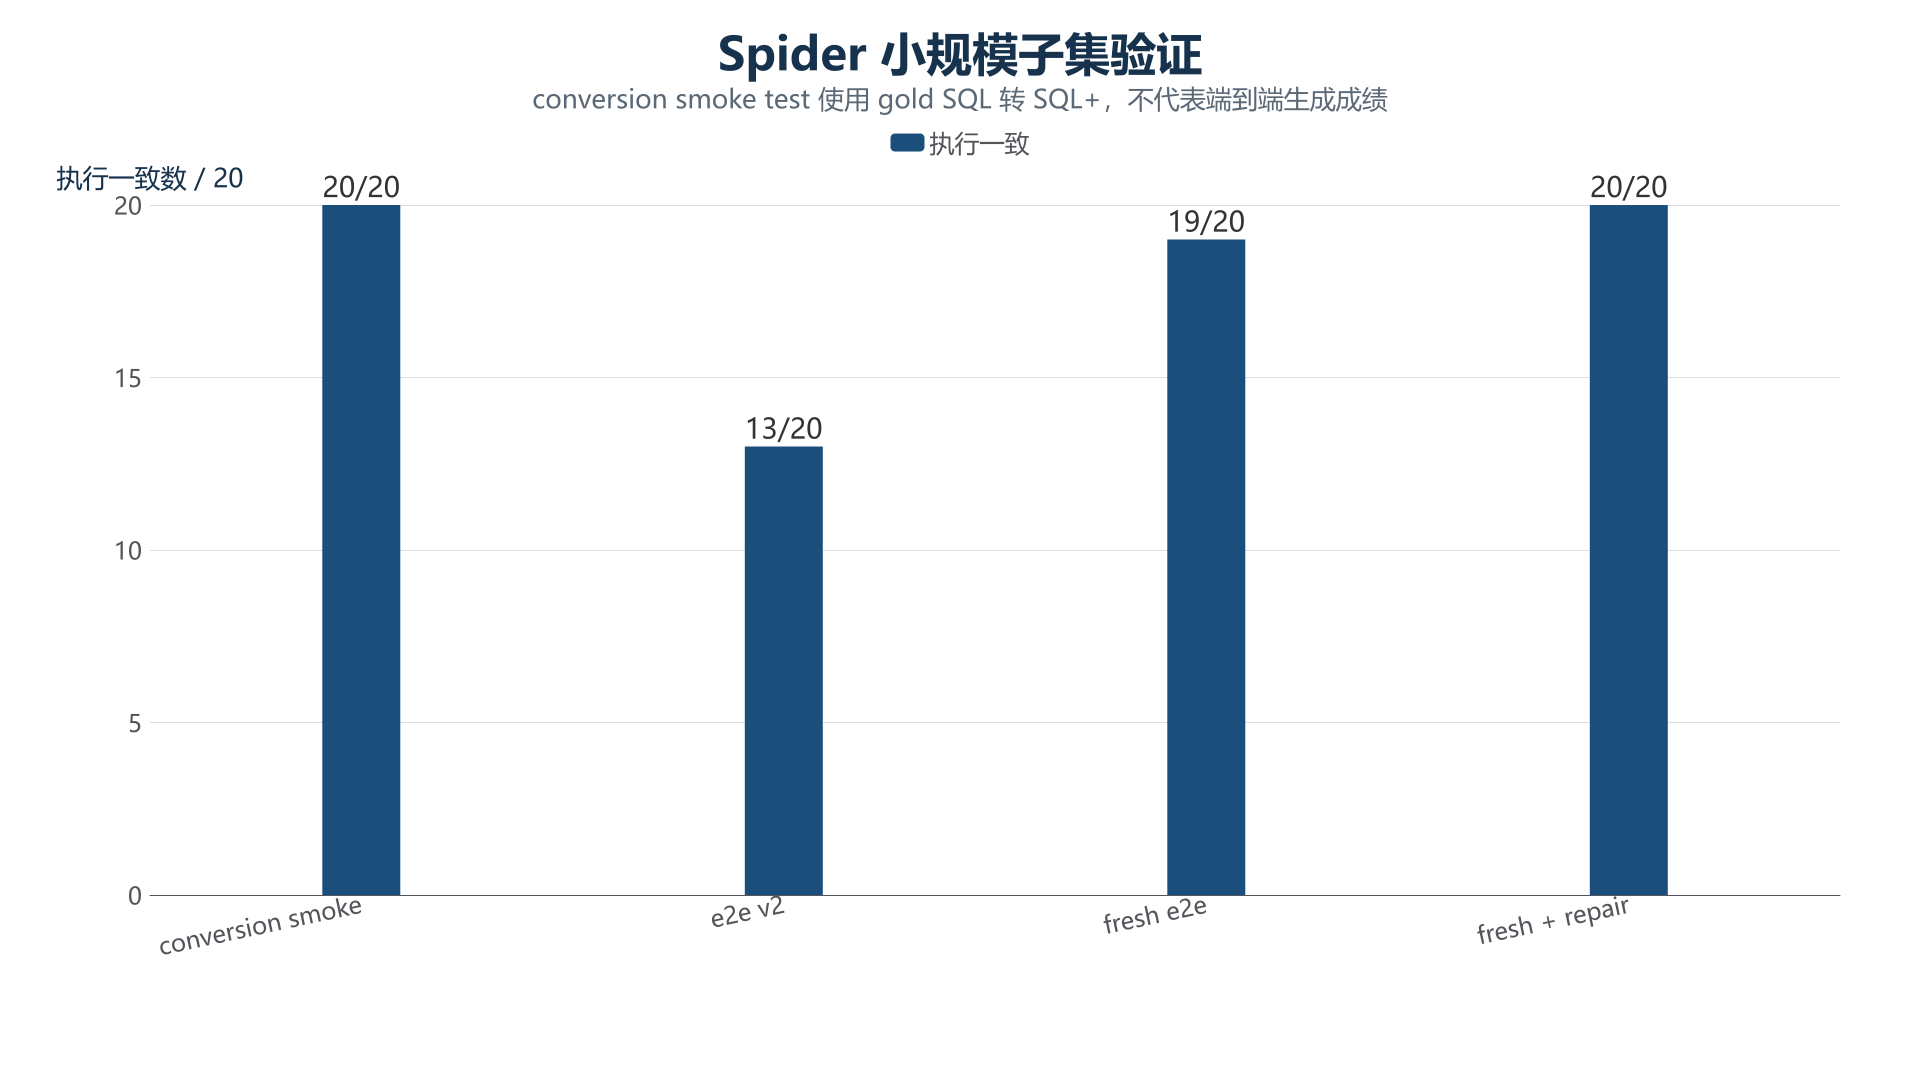 Spider 小规模子集验证
conversion smoke test 使用 gold SQL 转 SQL+，不代表端到端生成成绩
执行一致
执行一致数 / 20
20/20
13/20
19/20
20/20
20
15
10
5
0
conversion smoke
e2e v2
fresh e2e
fresh + repair